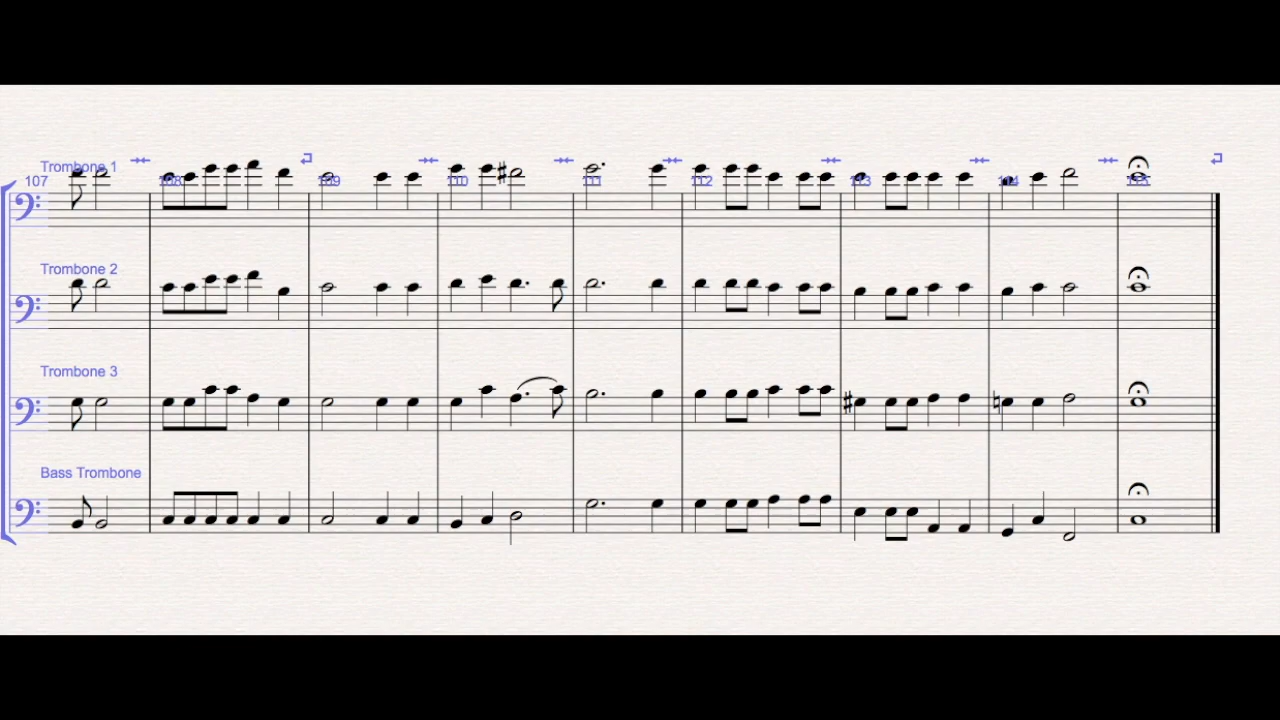 Trombone 1
107 108 109 110 111 112 113 114 115
Trombone 2
Trombone 3
Bass Trombone